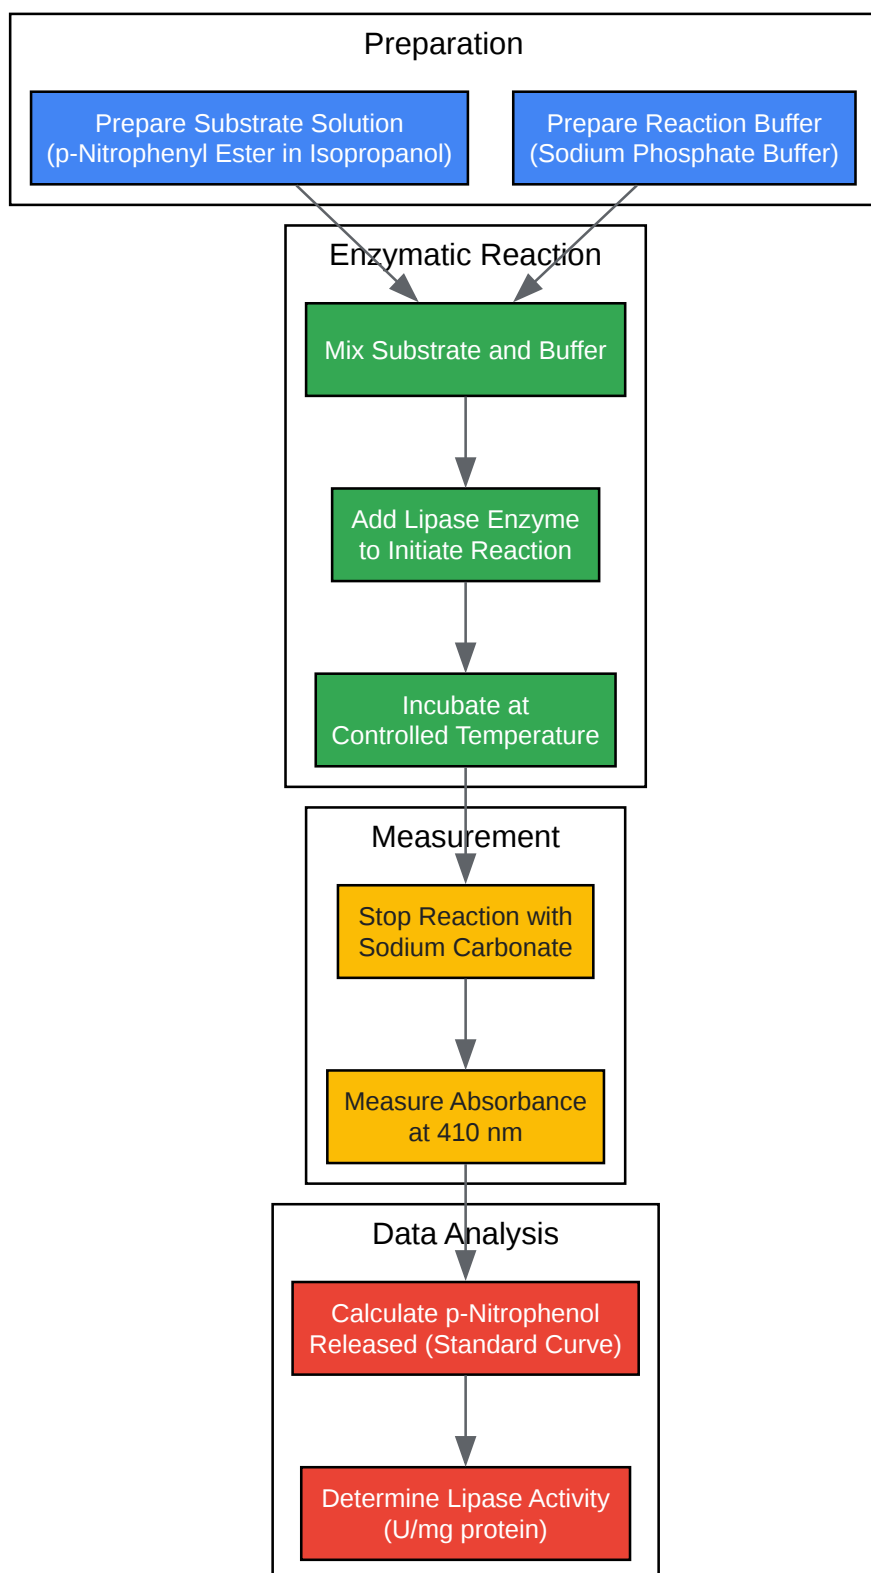 Preparation
Prepare Substrate Solution
(p-Nitrophenyl Ester in Isopropanol)
Prepare Reaction Buffer
(Sodium Phosphate Buffer)
Enzymatic Reaction
Mix Substrate and Buffer
Add Lipase Enzyme
to Initiate Reaction
Incubate at
Controlled Temperature
Measurement
Stop Reaction with
Sodium Carbonate
Measure Absorbance
at 410 nm
Data Analysis
Calculate p-Nitrophenol
Released (Standard Curve)
Determine Lipase Activity
(U/mg protein)